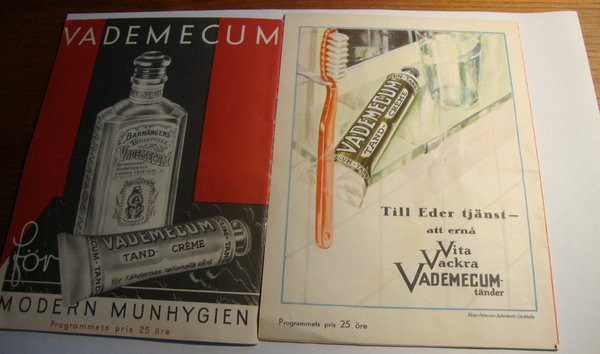 VADEMECUM
BARNÄNGENS
VADEMECUM
för
VADEMECUM
TAND- CRÈME
för tändernas rationella vård
MODERN MUNHYGIEN
Programmets pris 25 öre
VADEMECUM
TAND- CRÈME
Till Eder tjänst—
att ernå
Vita
Vackra
VADEMECUM-
tänder
Programmets pris 25 öre